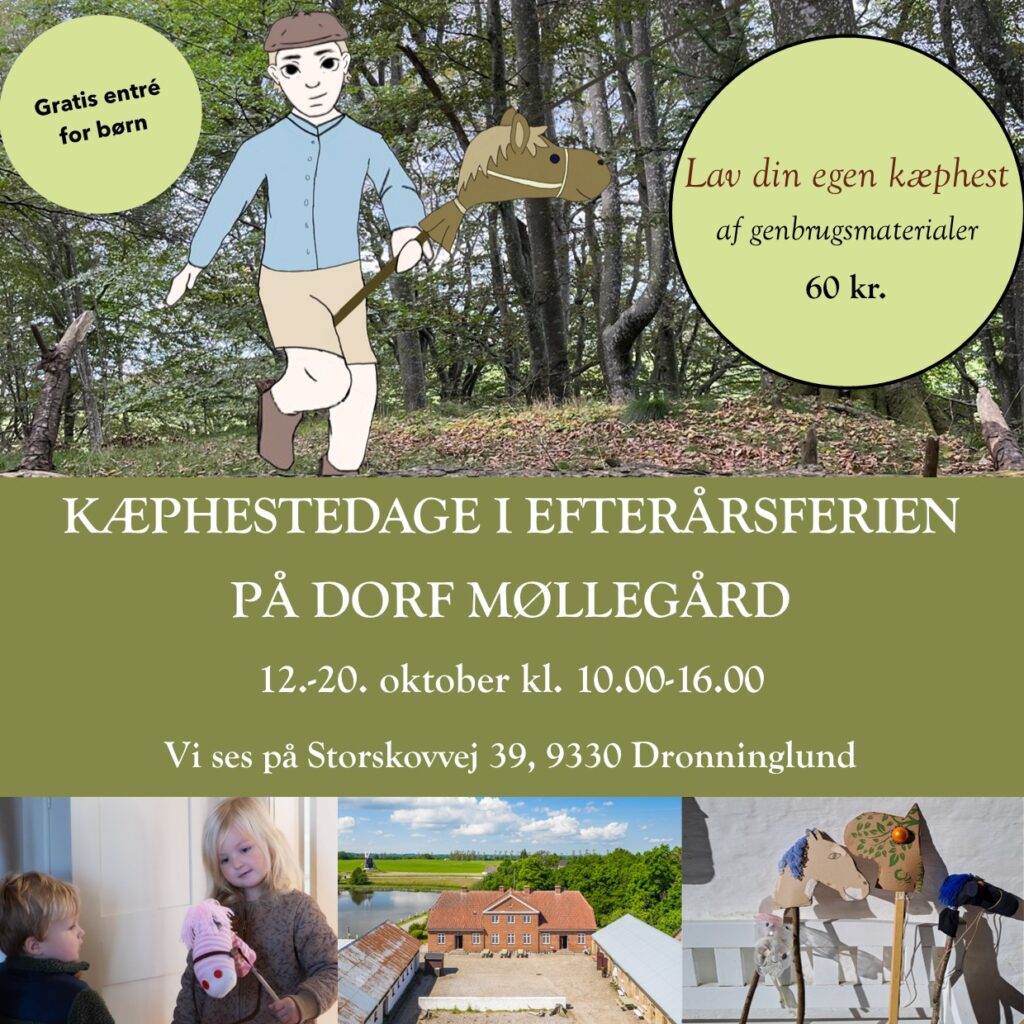 Gratis entré
for børn
Lav din egen kæphest
af genbrugsmaterialer
60 kr.
KÆPHESTEDAGE I EFTERÅRSFERIEN
PÅ DORF MØLLEGÅRD
12.-20. oktober kl. 10.00-16.00
Vi ses på Storskovvej 39, 9330 Dronninglund